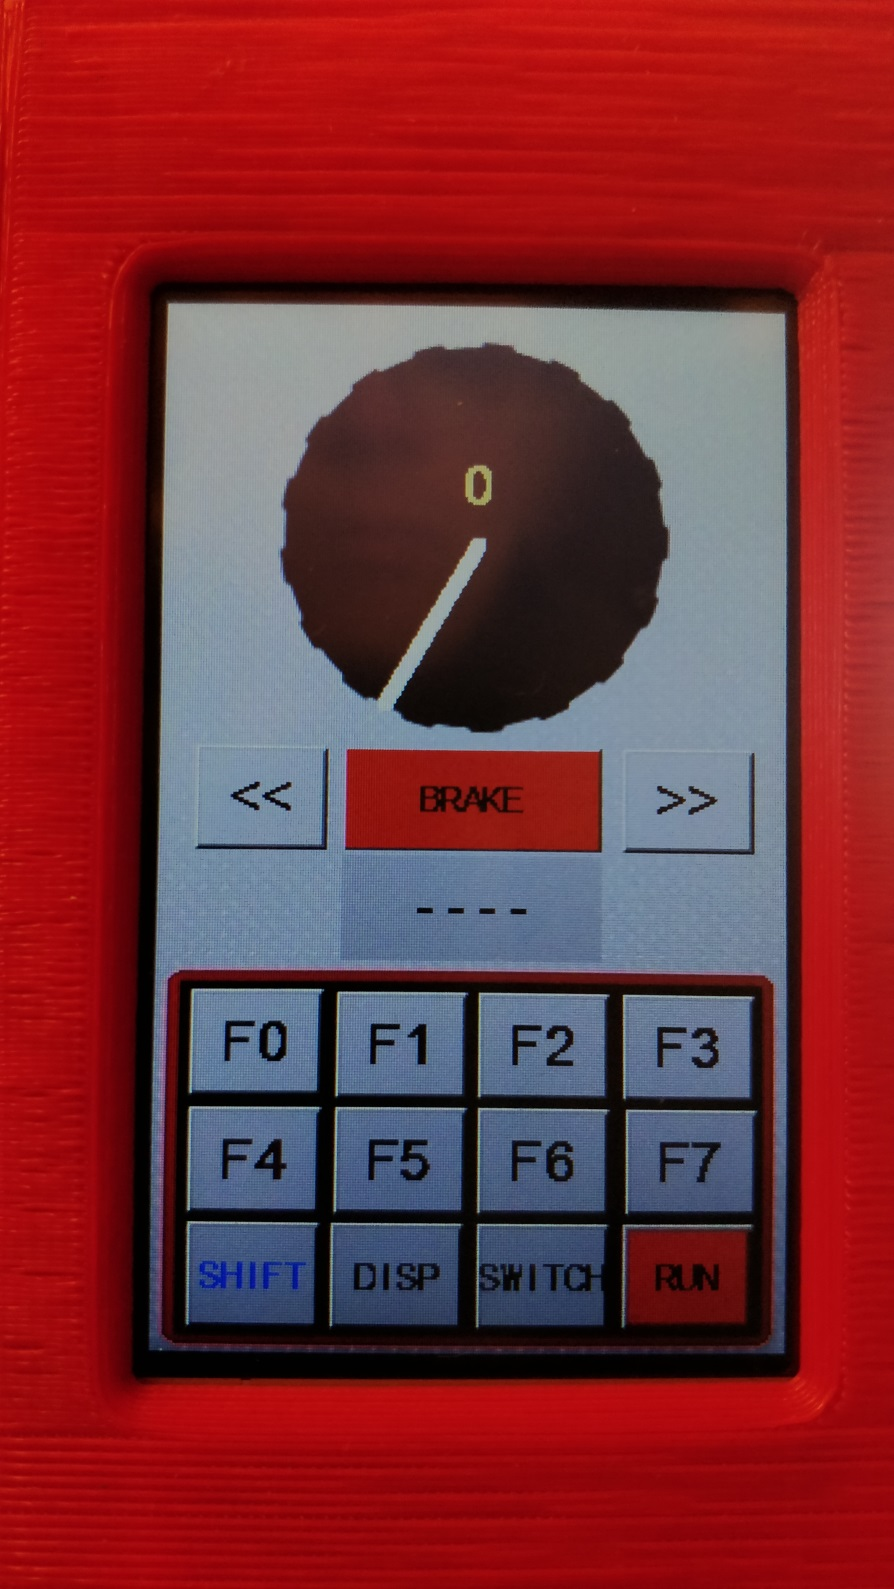 0
<< BRAKE >>
----
F0 F1 F2 F3
F4 F5 F6 F7
SHIFT DISP SWITCH RUN